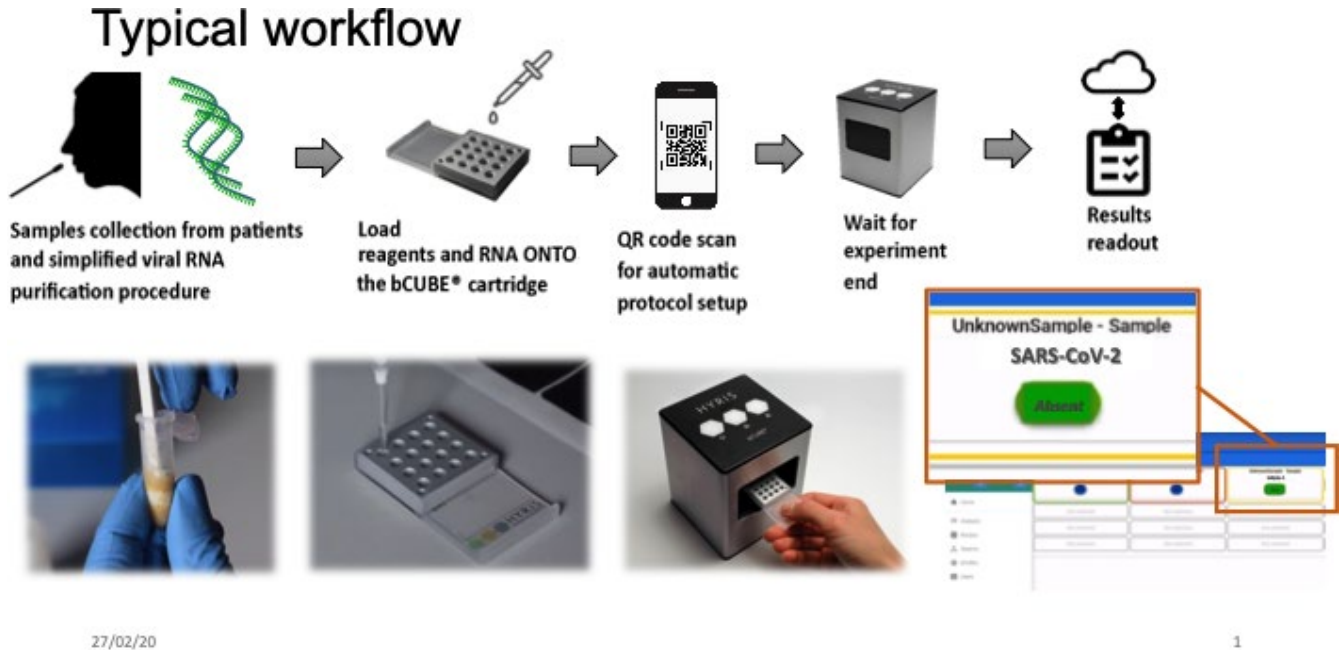 Typical workflow
Samples collection from patients
and simplified viral RNA
purification procedure
Load
reagents and RNA ONTO
the bCUBE® cartridge
QR code scan
for automatic
protocol setup
Wait for
experiment
end
Results
readout
UnknownSample - Sample
SARS-CoV-2
Absent
HYRIS
HYRIS
27/02/20
1